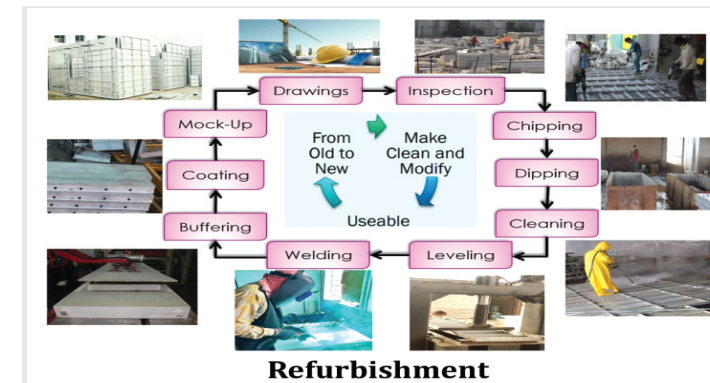 Drawings
Inspection
Mock-Up
Chipping
From
Old to
New
Make
Clean and
Modify
Coating
Dipping
Buffering
Useable
Cleaning
Welding
Leveling
Refurbishment